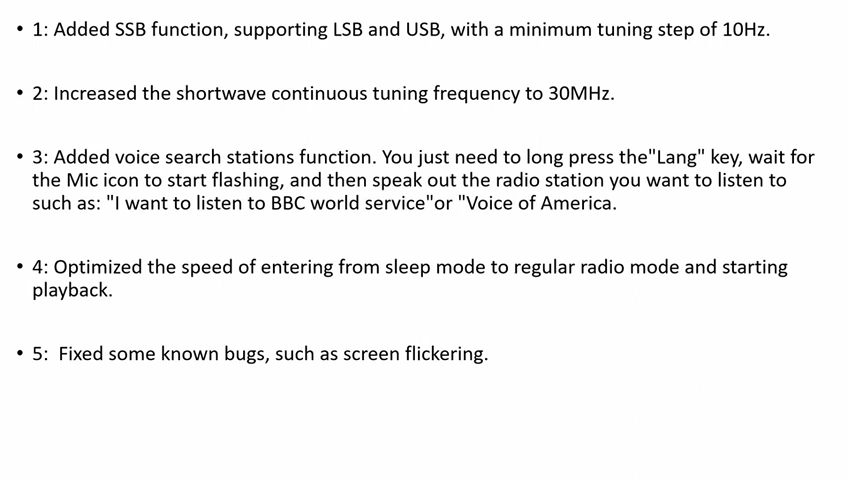 • 1: Added SSB function, supporting LSB and USB, with a minimum tuning step of 10Hz.
• 2: Increased the shortwave continuous tuning frequency to 30MHz.
• 3: Added voice search stations function. You just need to long press the"Lang" key, wait for
the Mic icon to start flashing, and then speak out the radio station you want to listen to
such as: "I want to listen to BBC world service"or "Voice of America.
• 4: Optimized the speed of entering from sleep mode to regular radio mode and starting
playback.
• 5:  Fixed some known bugs, such as screen flickering.